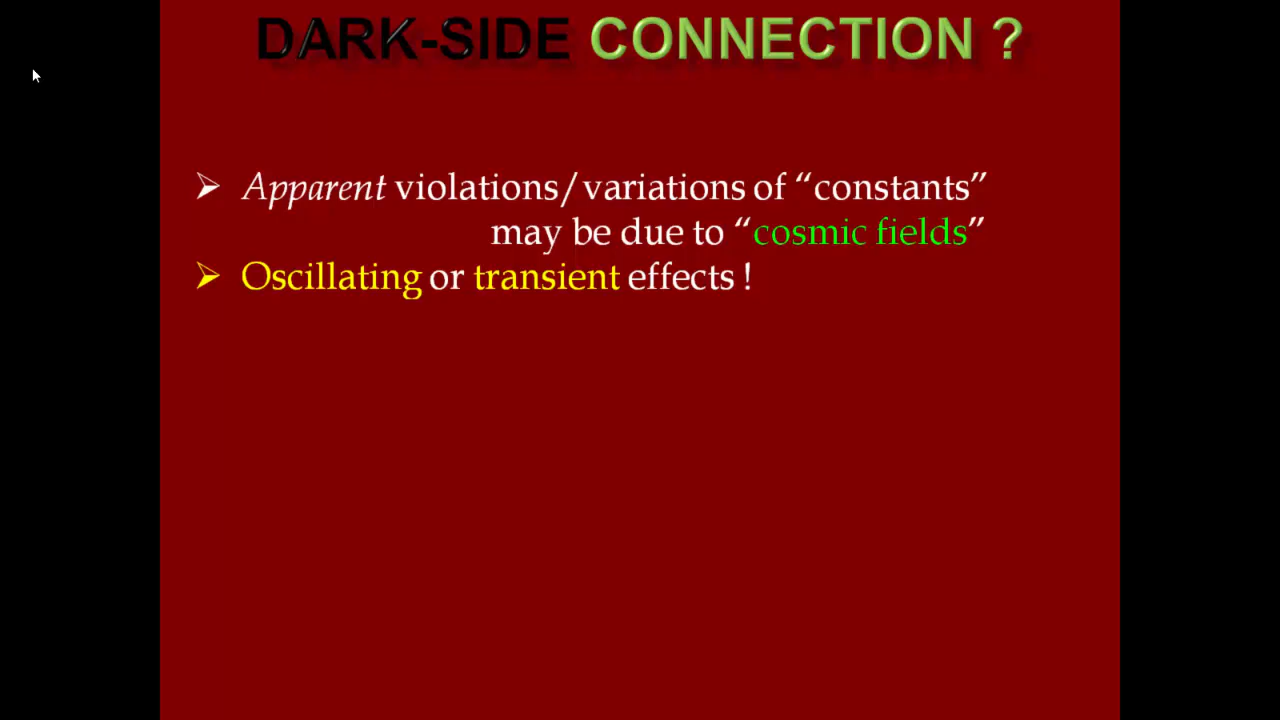 DARK-SIDE CONNECTION ?
➢ Apparent violations/variations of “constants”
may be due to “cosmic fields”
➢ Oscillating or transient effects !